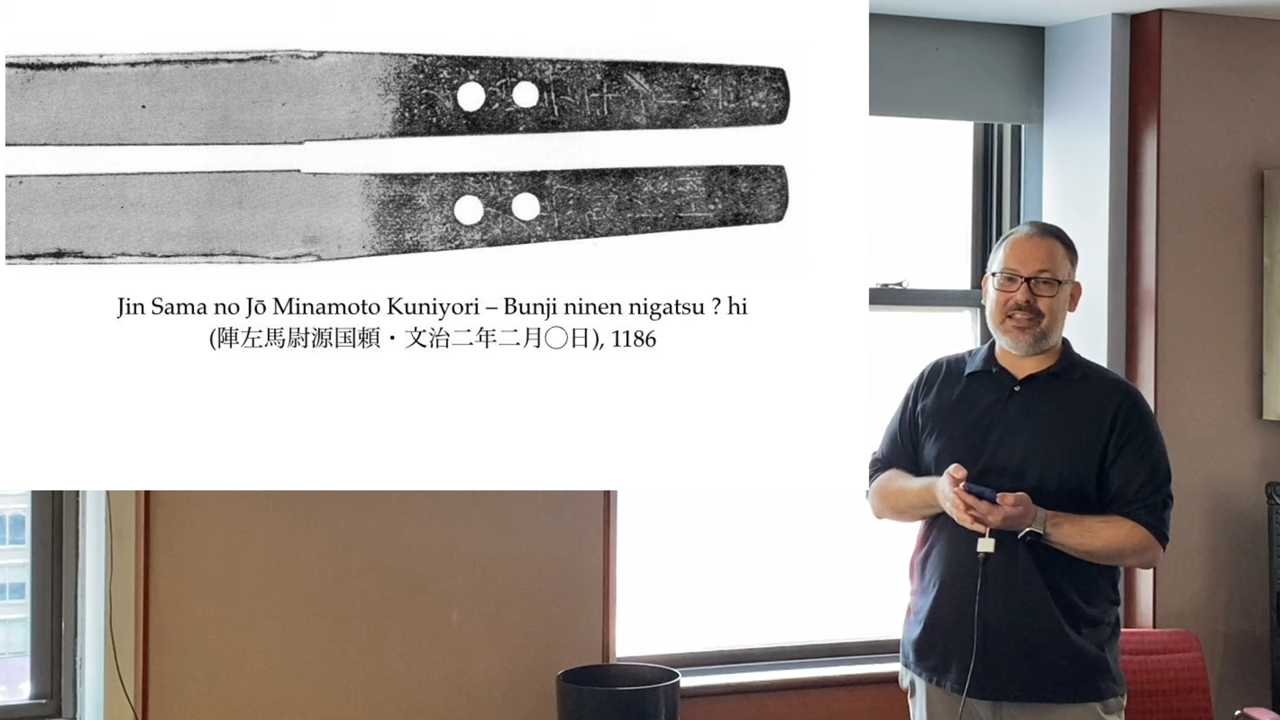 Jin Sama no Jō Minamoto Kuniyori – Bunji ninen nigatsu ? hi
(陣左馬尉源国頼・文治二年二月◯日), 1186